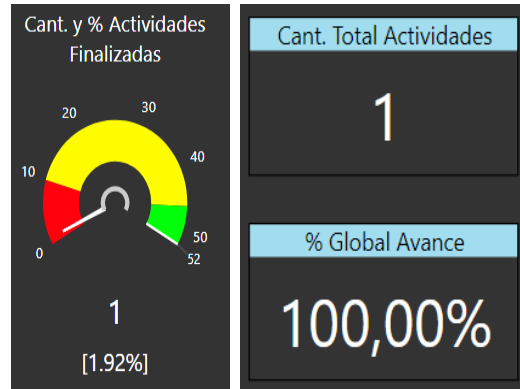 Cant. y % Actividades
Finalizadas
0
10
20
30
40
50
52
1
[1.92%]
Cant. Total Actividades
1
% Global Avance
100,00%